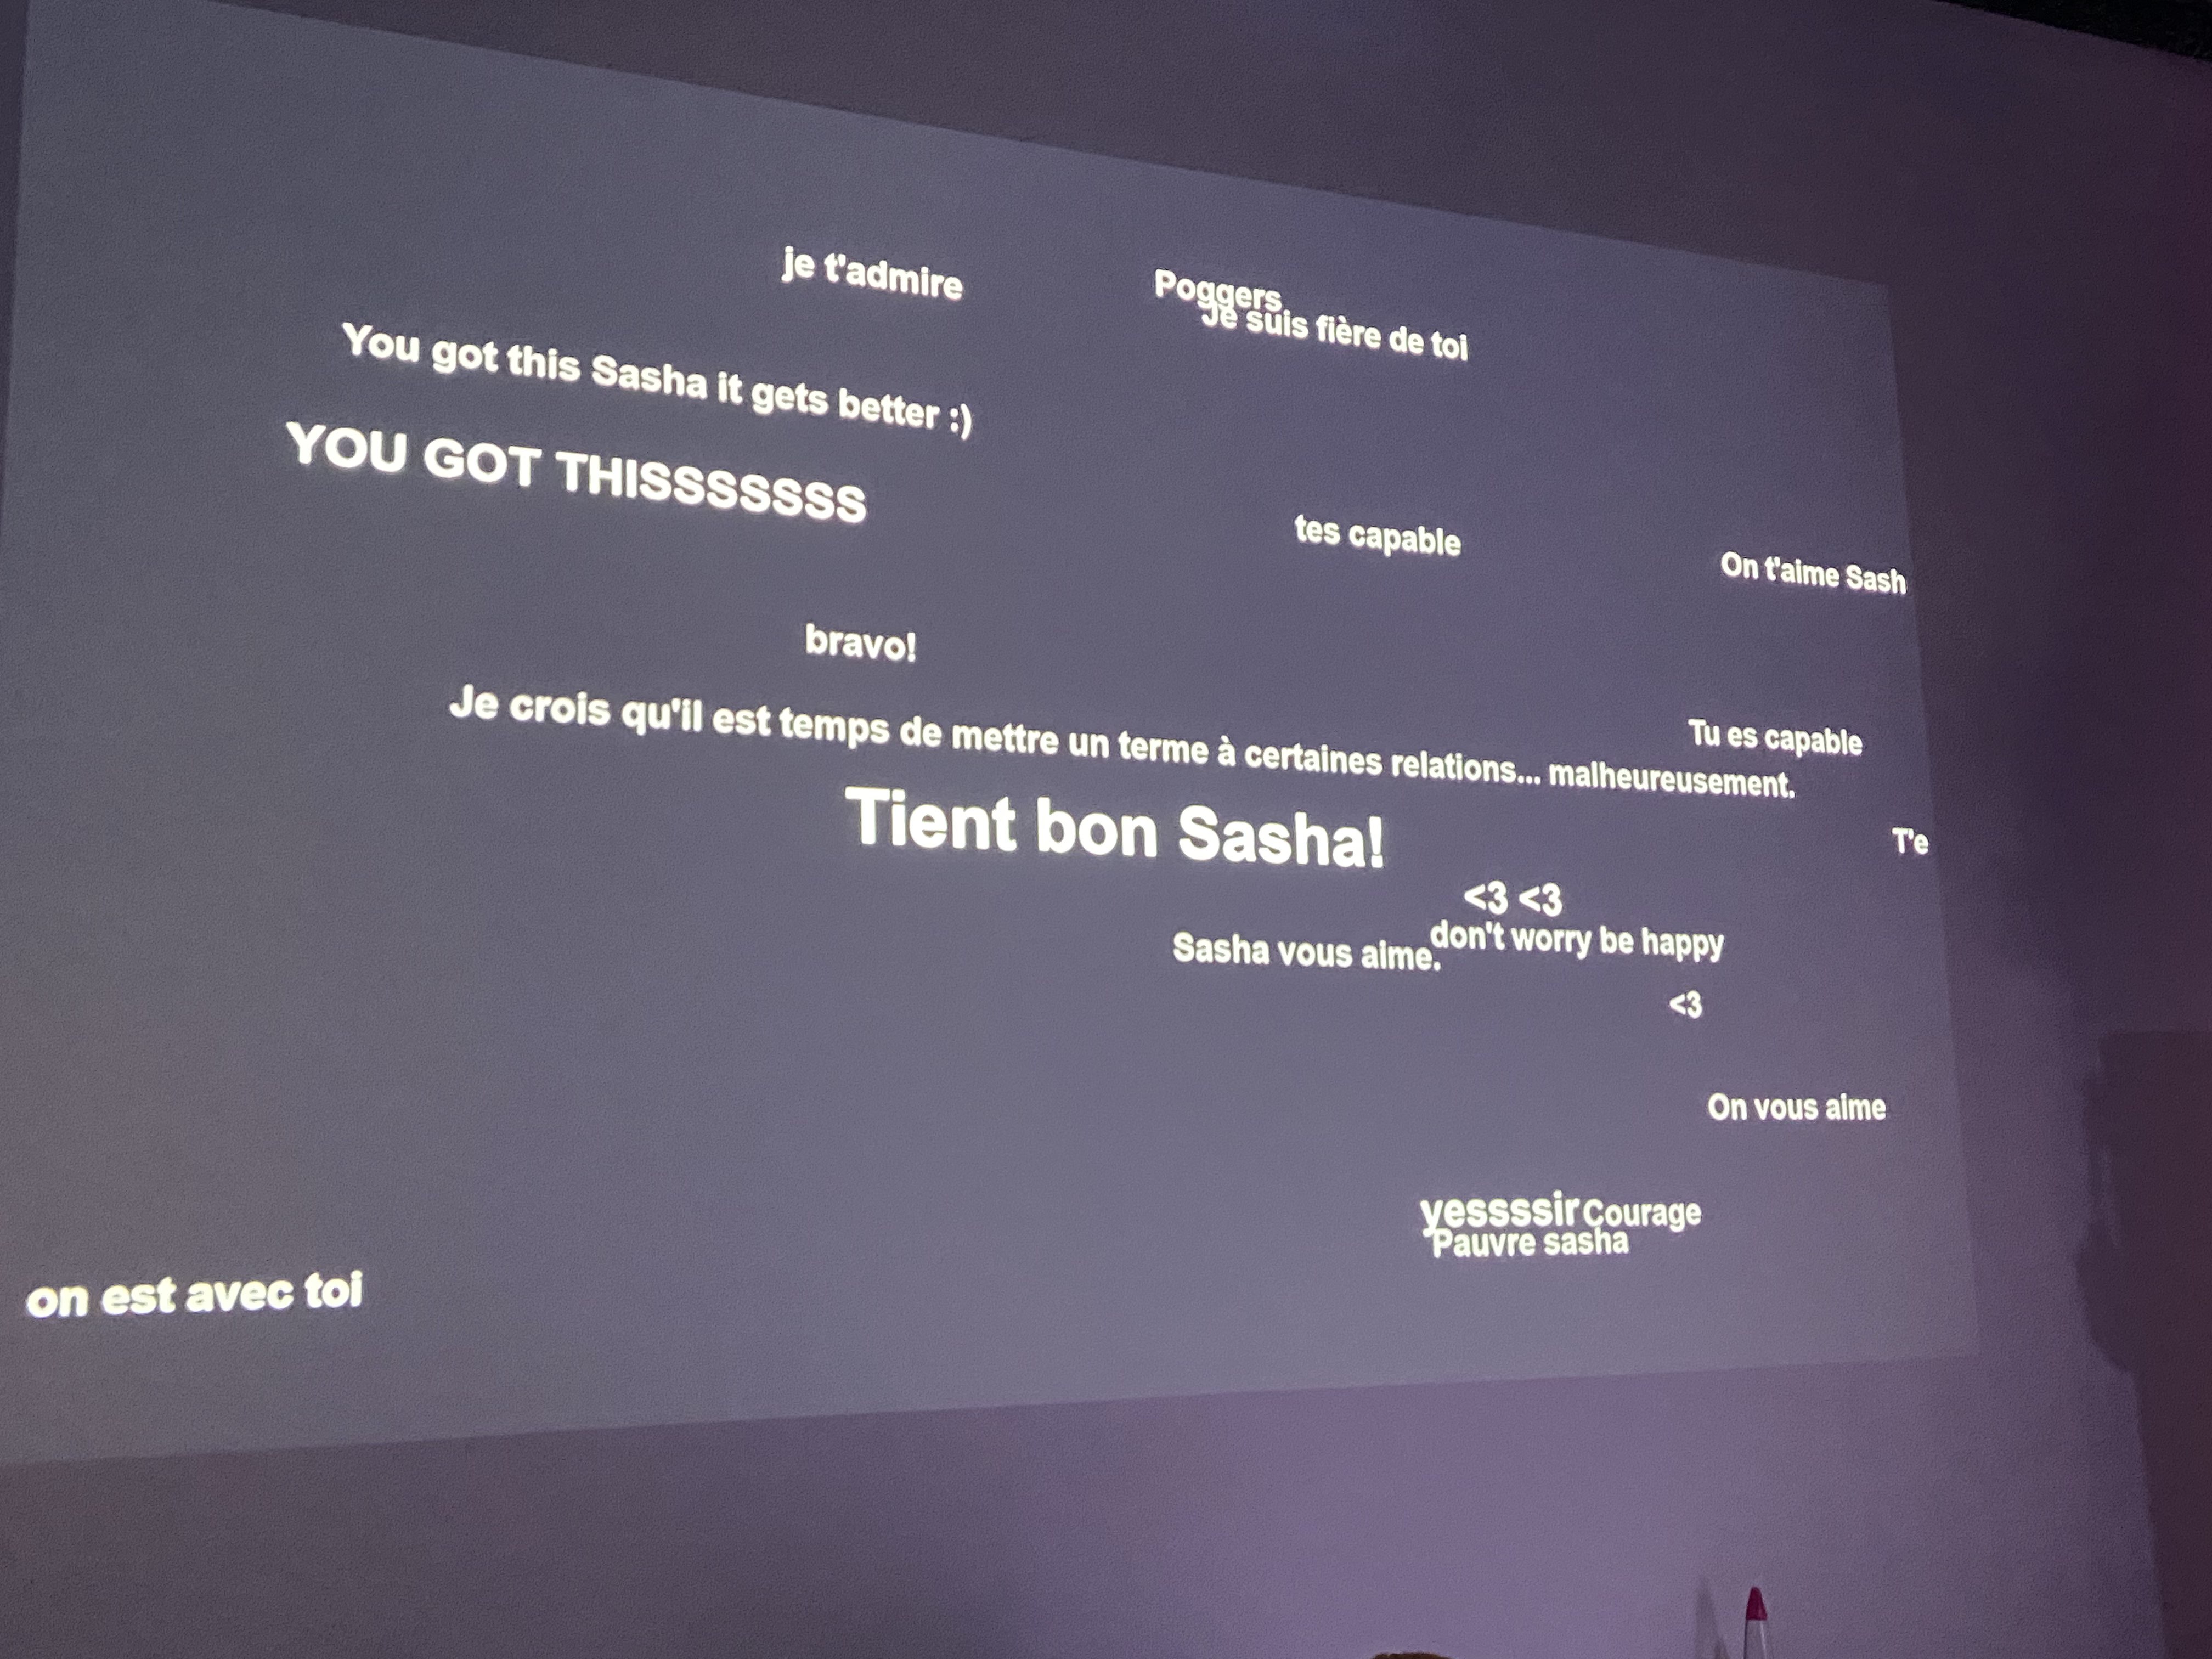 je t'admire
Poggers
Je suis fière de toi
You got this Sasha it gets better :)
YOU GOT THISSSSSSS
tes capable
On t'aime Sash
bravo!
Je crois qu'il est temps de mettre un terme à certaines relations... malheureusement.
Tu es capable
Tient bon Sasha!
T'e
<3 <3
don't worry be happy
Sasha vous aime.
<3
On vous aime
yessssir
Courage
Pauvre sasha
on est avec toi